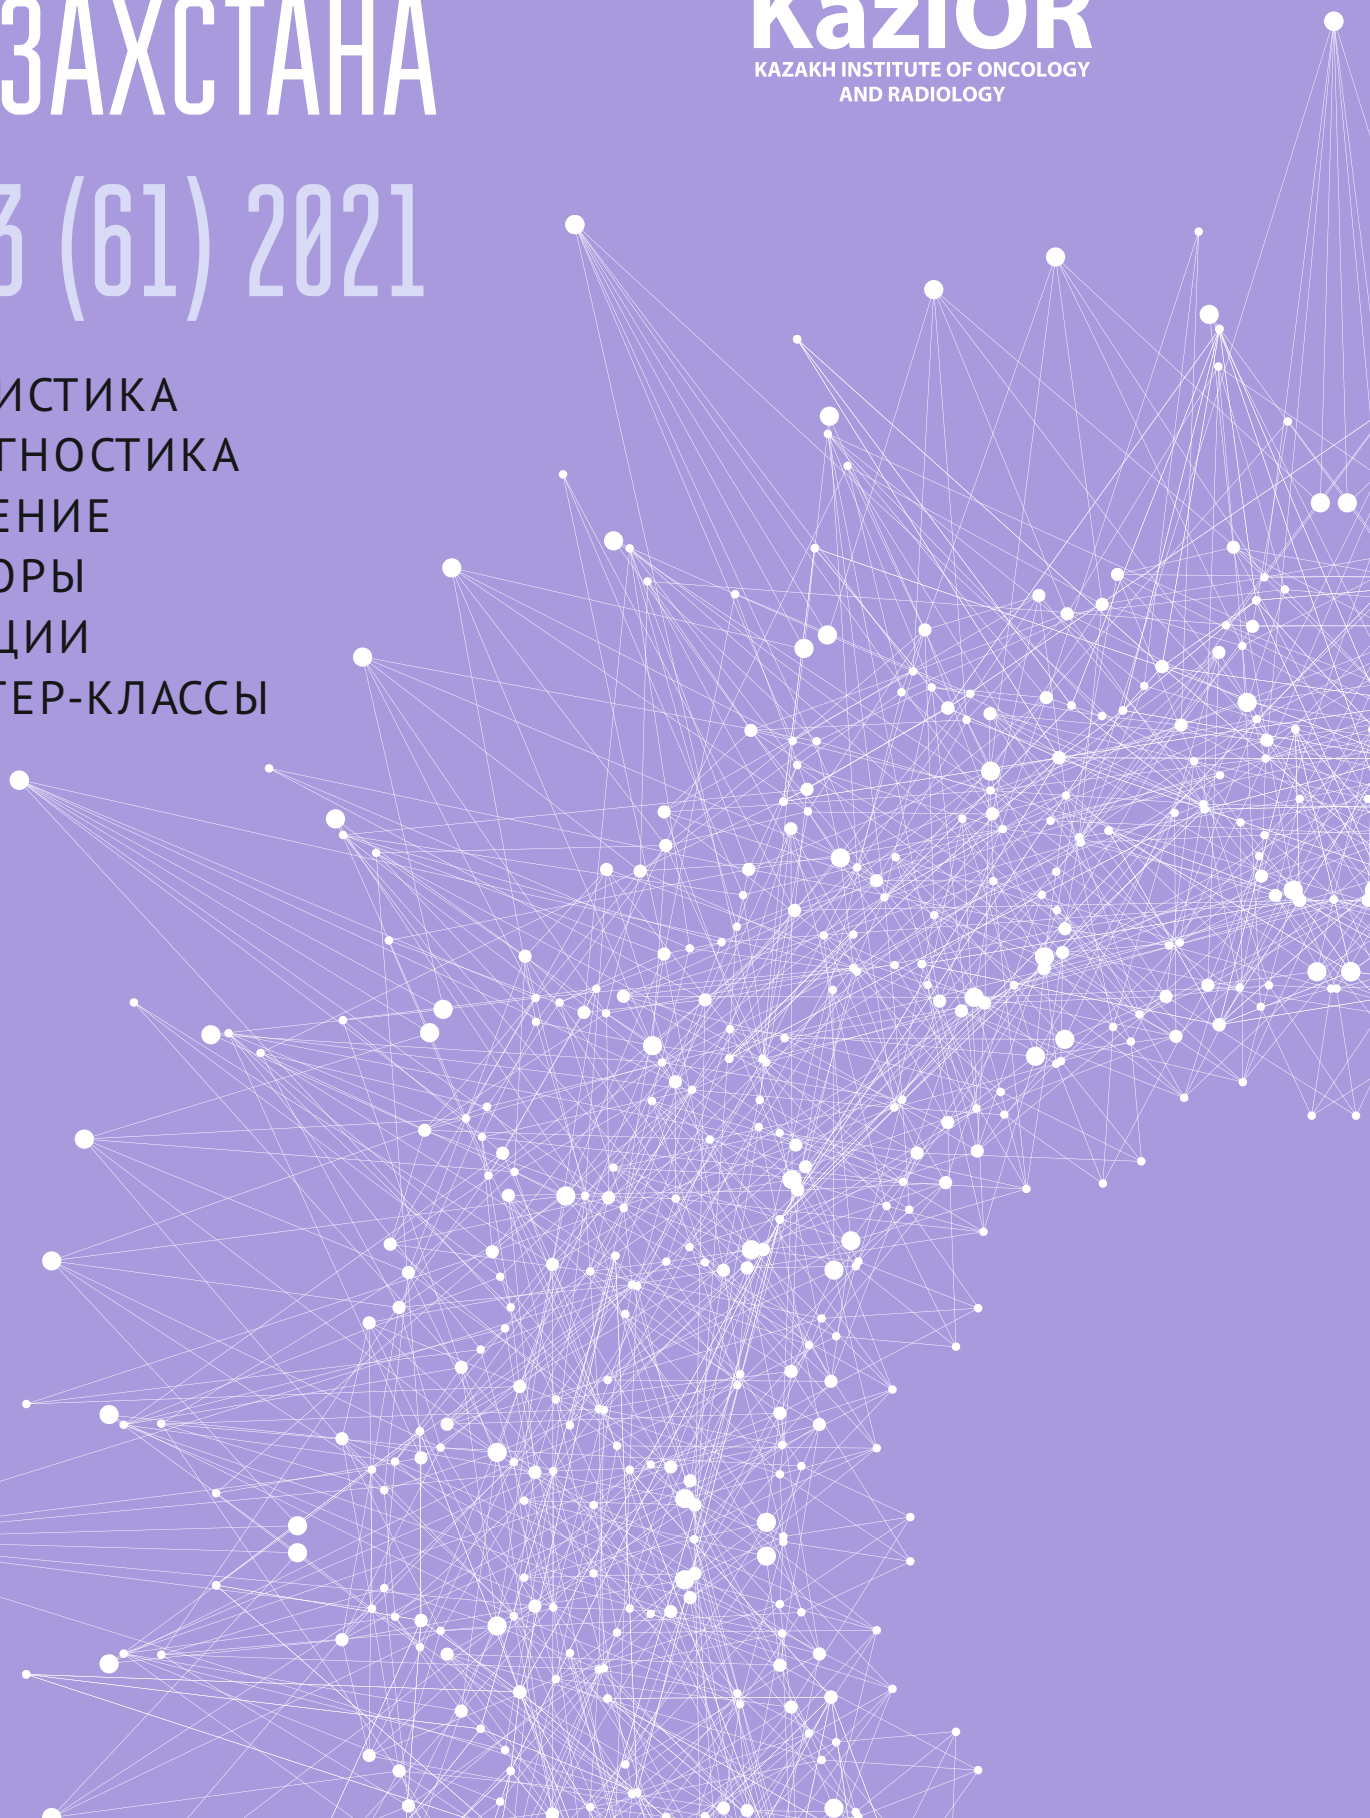 ЗАХСТАНА
KazIOR
KAZAKH INSTITUTE OF ONCOLOGY
AND RADIOLOGY
3 (61) 2021
ИСТИКА
ГНОСТИКА
ЕНИЕ
ОРЫ
ЦИИ
ТЕР-КЛАССЫ